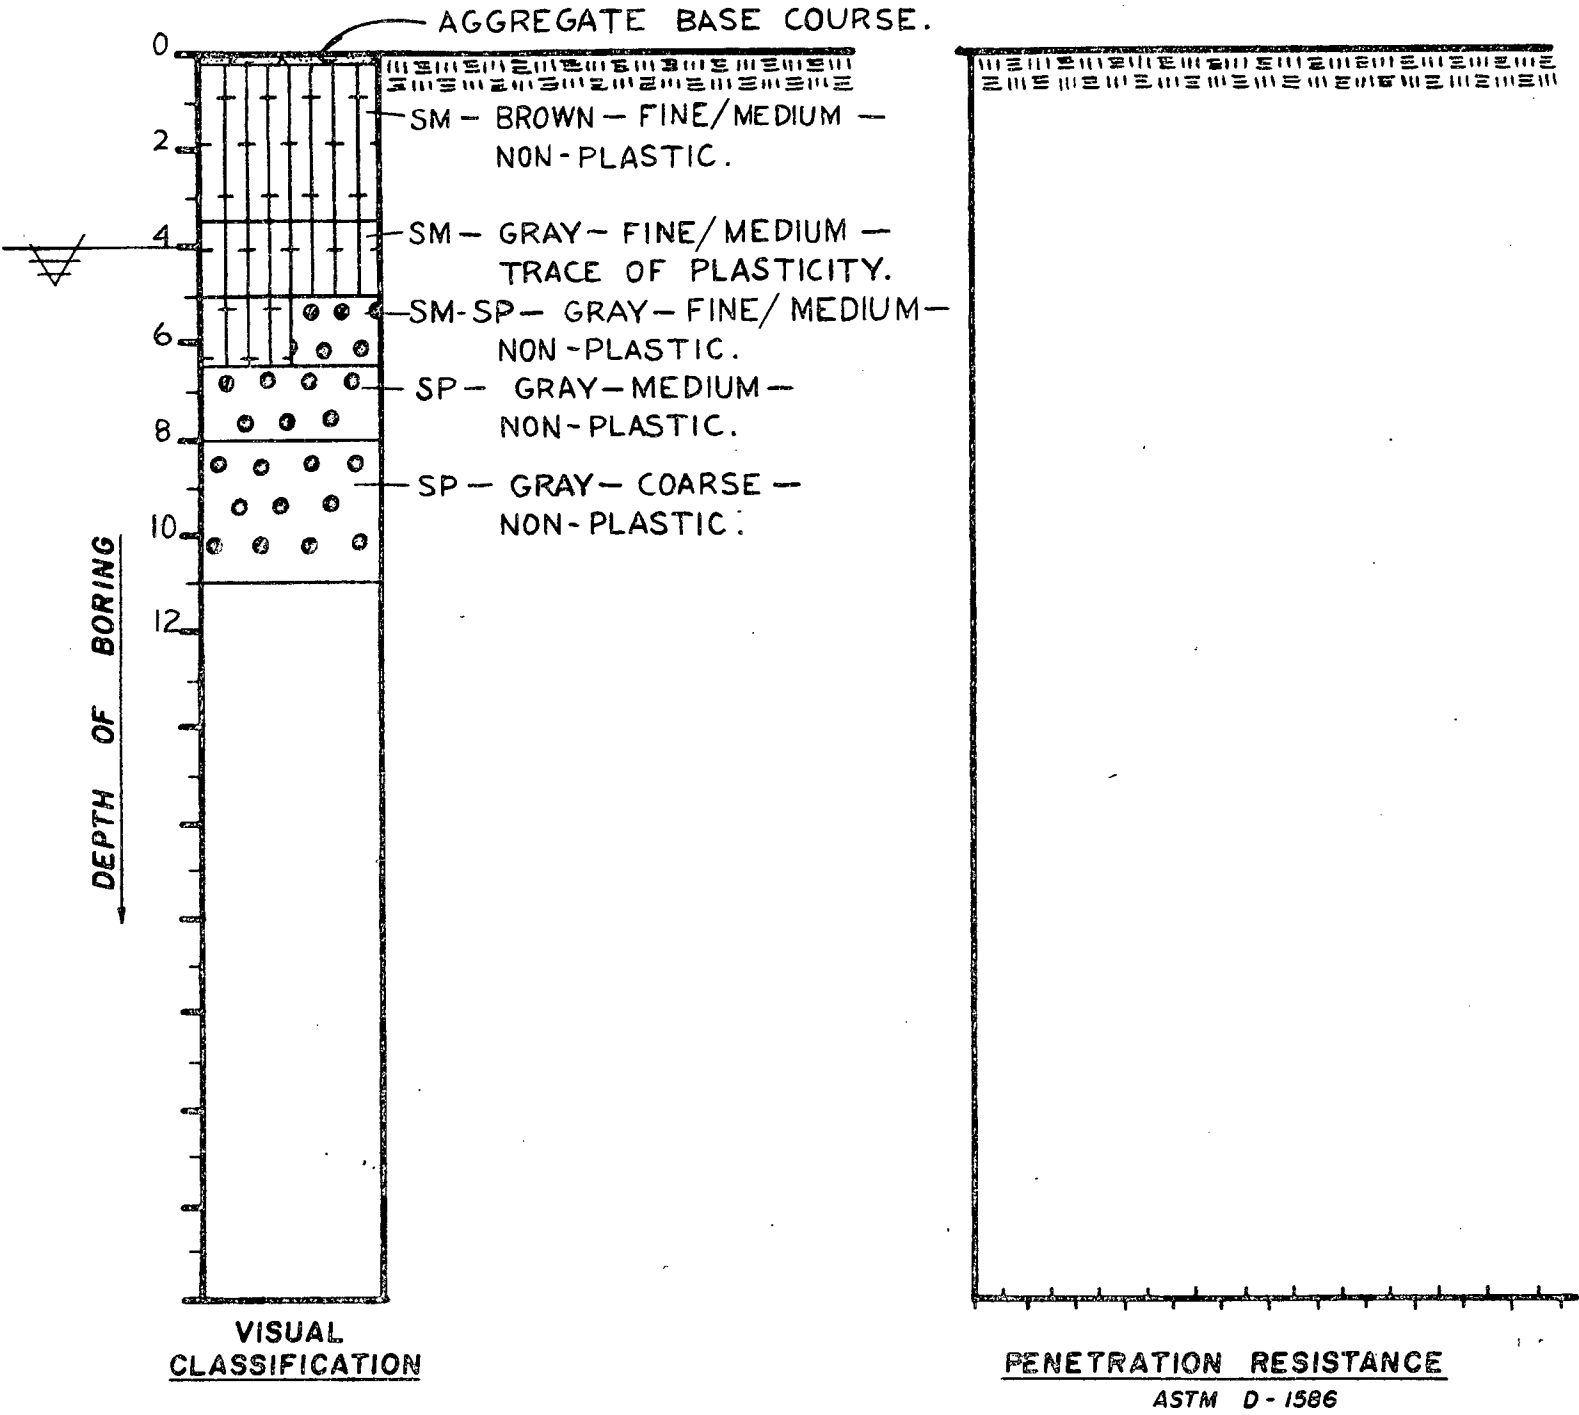 AGGREGATE BASE COURSE.
0
SM - BROWN - FINE/MEDIUM -
NON-PLASTIC.
2
SM - GRAY - FINE/MEDIUM -
TRACE OF PLASTICITY.
4
SM-SP - GRAY - FINE/MEDIUM -
NON-PLASTIC.
6
SP - GRAY - MEDIUM -
NON-PLASTIC.
8
SP - GRAY - COARSE -
NON-PLASTIC.
10
12
DEPTH OF BORING
VISUAL
CLASSIFICATION
PENETRATION RESISTANCE
ASTM D-1586